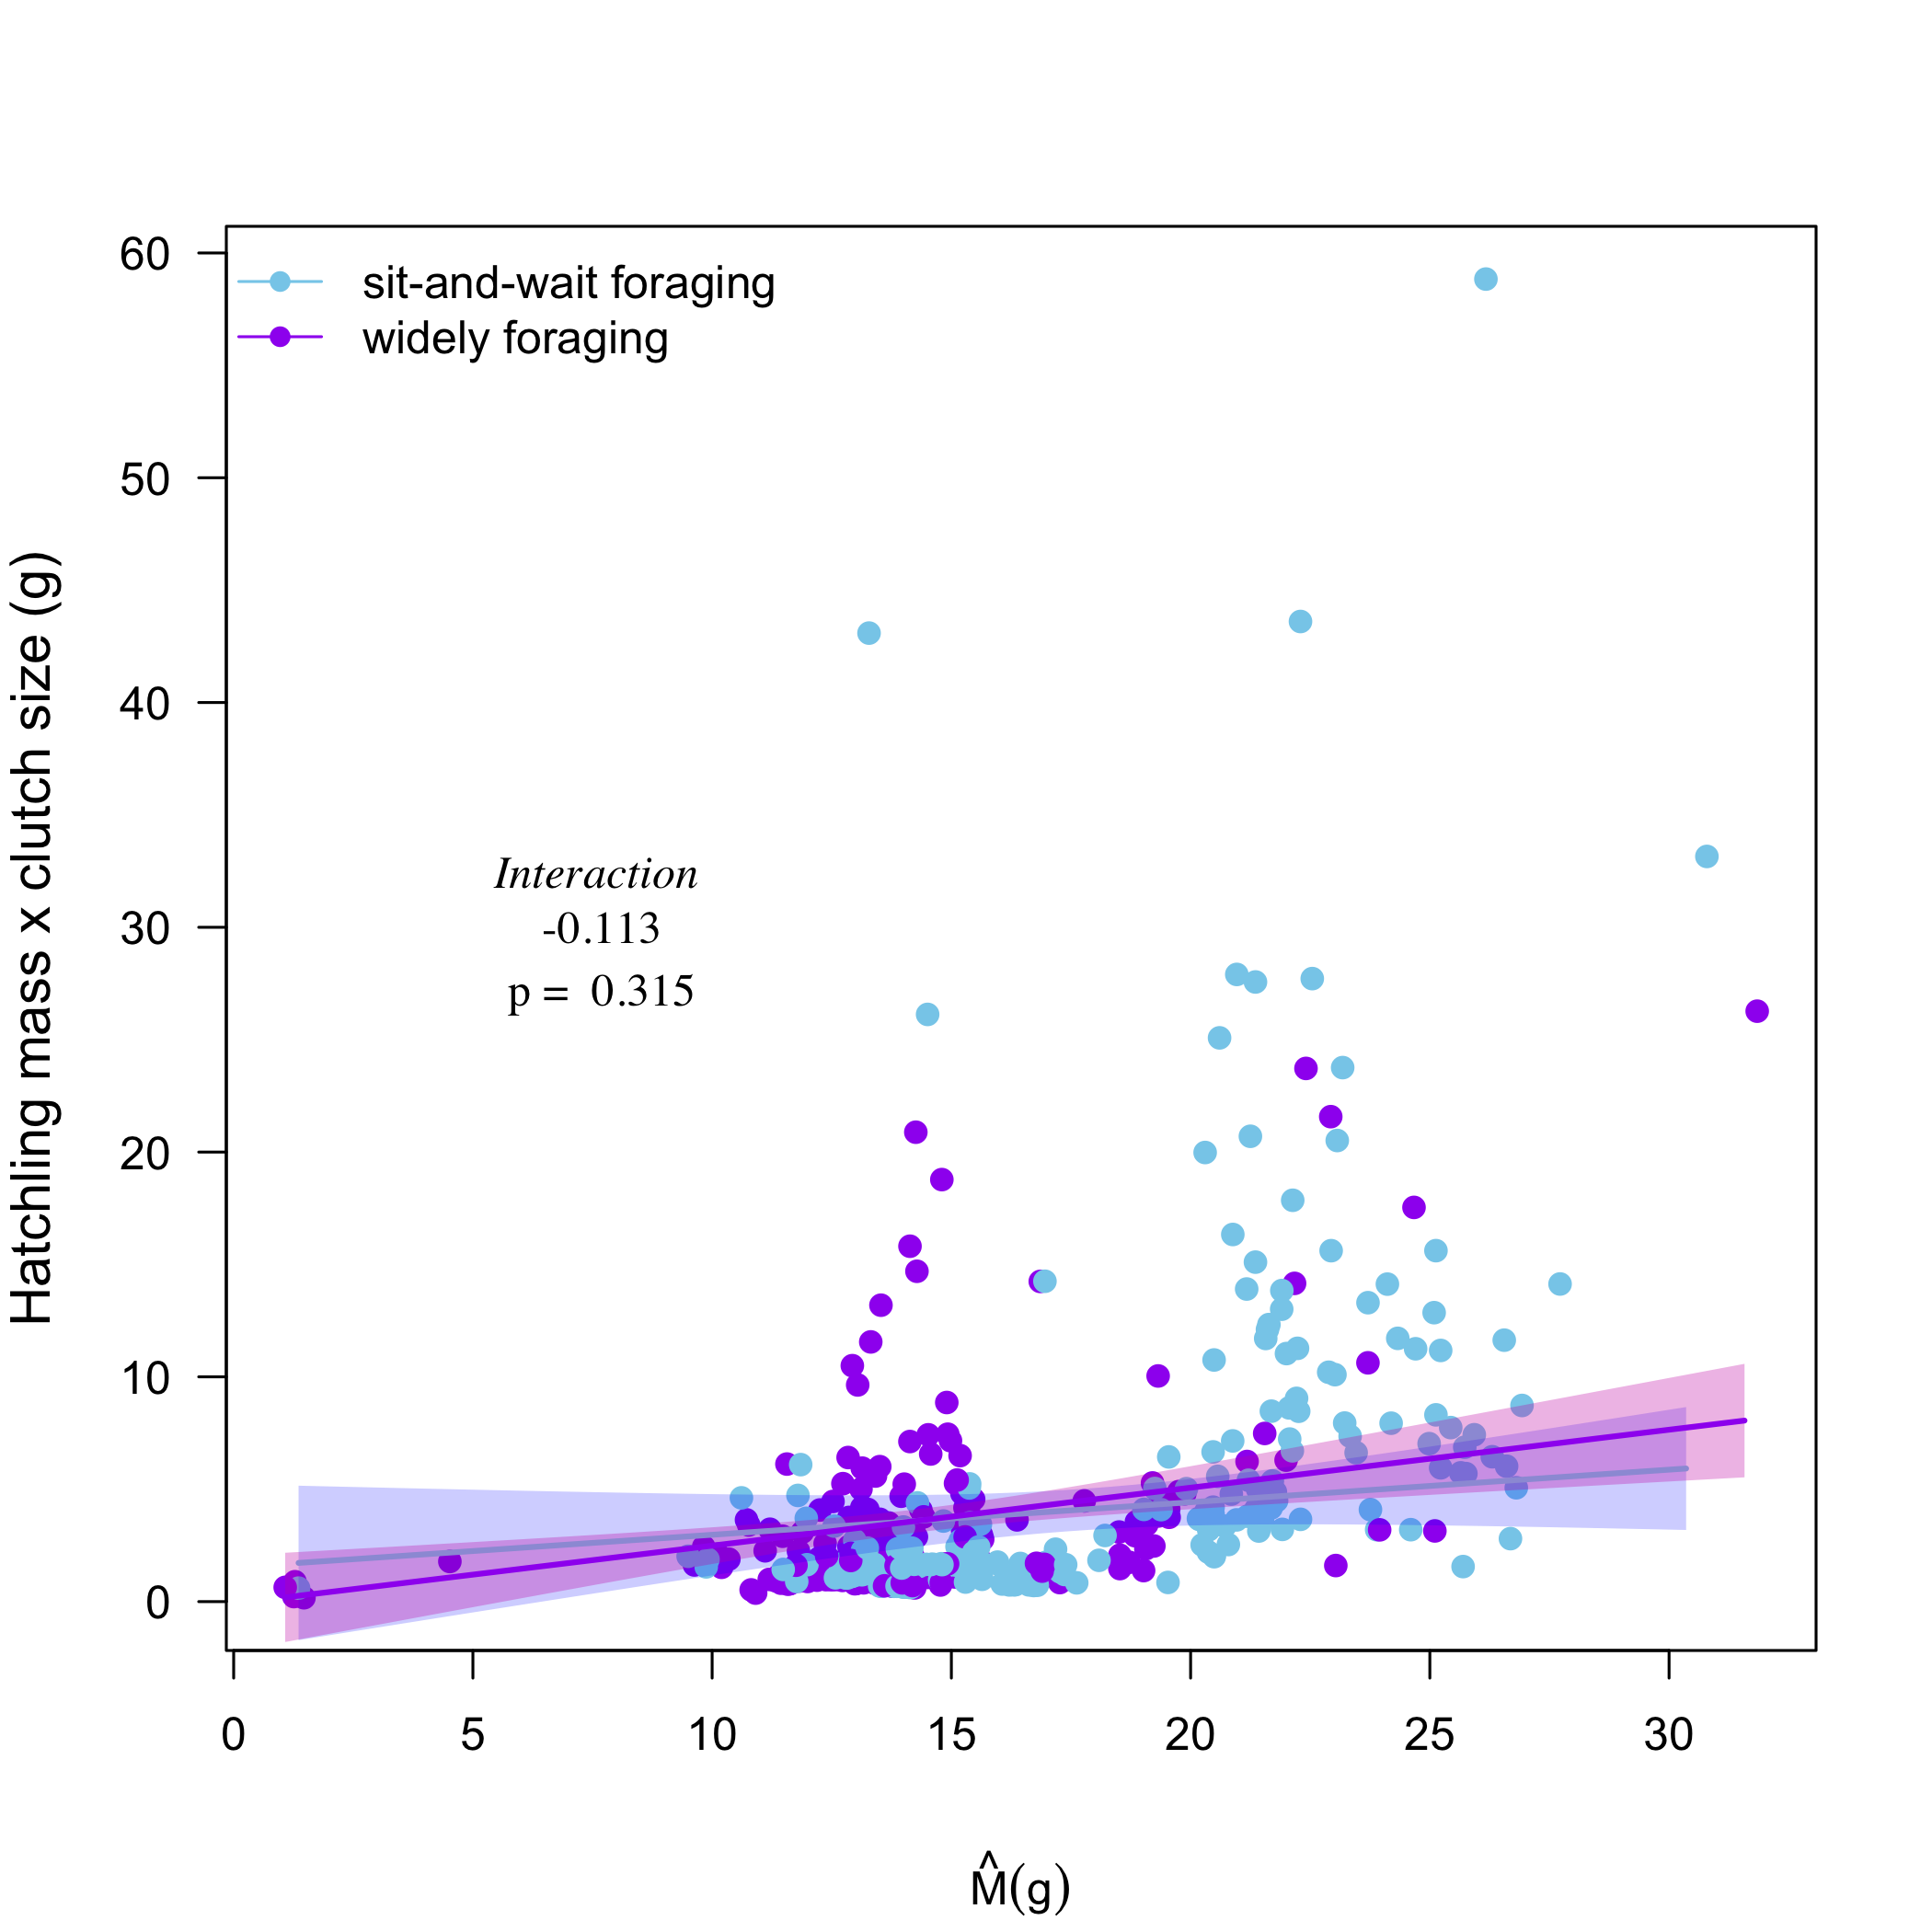 60
50
40
30
20
10
0
Hatchling mass x clutch size (g)
sit-and-wait foraging
widely foraging
Interaction
-0.113
p = 0.315
0 5 10 15 20 25 30
M̂(g)